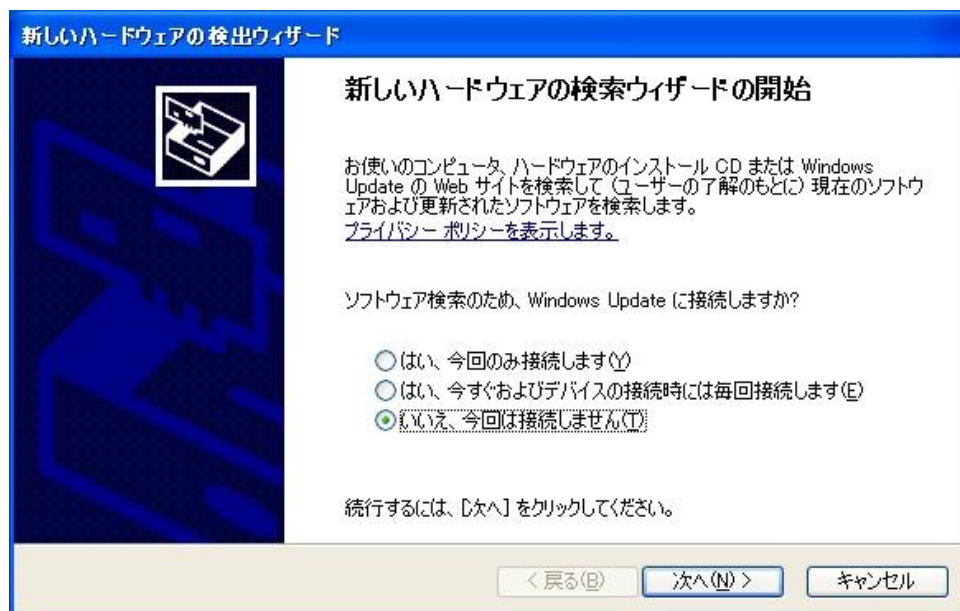 新しいハードウェアの検出ウィザード
新しいハードウェアの検索ウィザードの開始
お使いのコンピュータ、ハードウェアのインストール CD または Windows
Update の Web サイトを検索して (ユーザーの了解のもとに) 現在のソフトウ
ェアおよび更新されたソフトウェアを検索します。
プライバシー ポリシーを表示します。
ソフトウェア検索のため、Windows Update に接続しますか?
はい、今回のみ接続します(Y)
はい、今すぐおよびデバイスの接続時には毎回接続します(E)
いいえ、今回は接続しません(T)
続行するには、[次へ] をクリックしてください。
< 戻る(B)
次へ(N) >
キャンセル